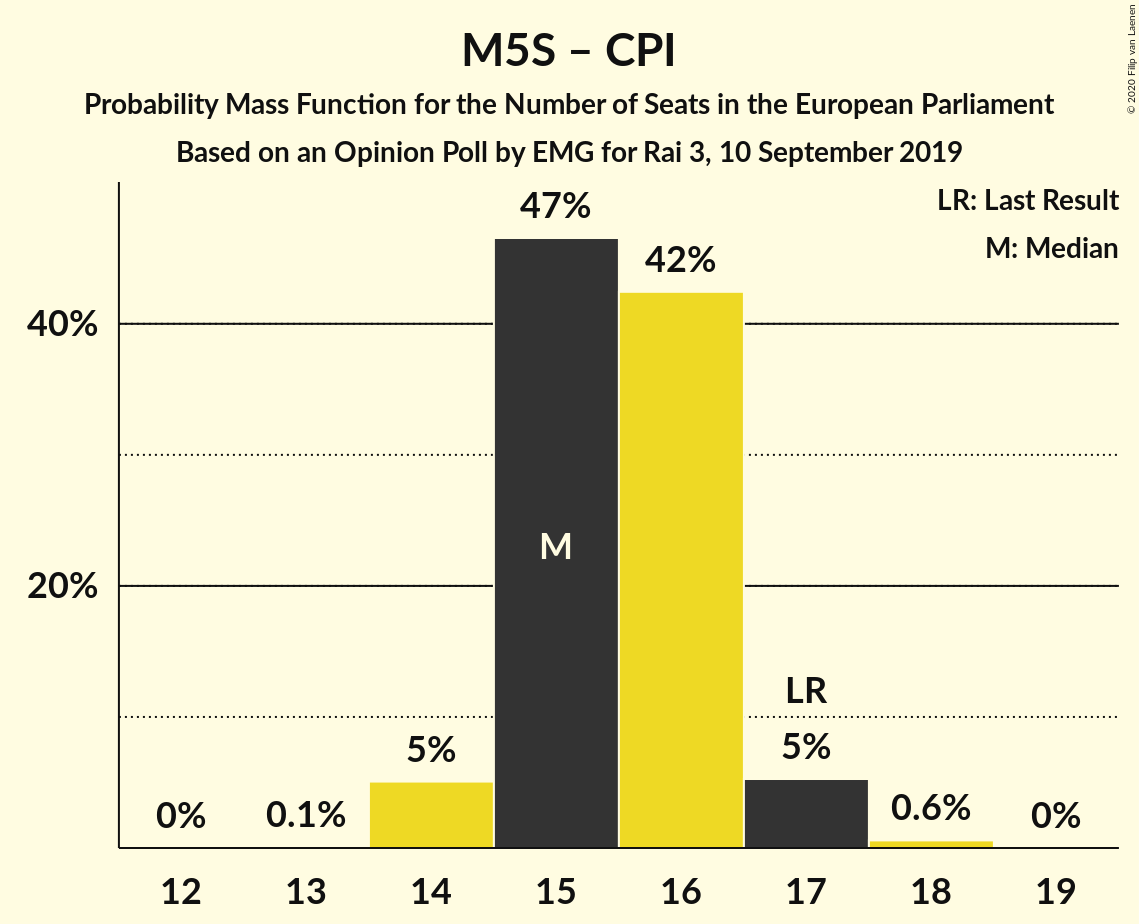 M5S – CPI
Probability Mass Function for the Number of Seats in the European Parliament
Based on an Opinion Poll by EMG for Rai 3, 10 September 2019
© 2020 Filip van Laenen
LR: Last Result
M: Median
47%
42%
40%
M
20%
LR
5%
5%
0%
0.1%
0.6%
0%
12 13 14 15 16 17 18 19